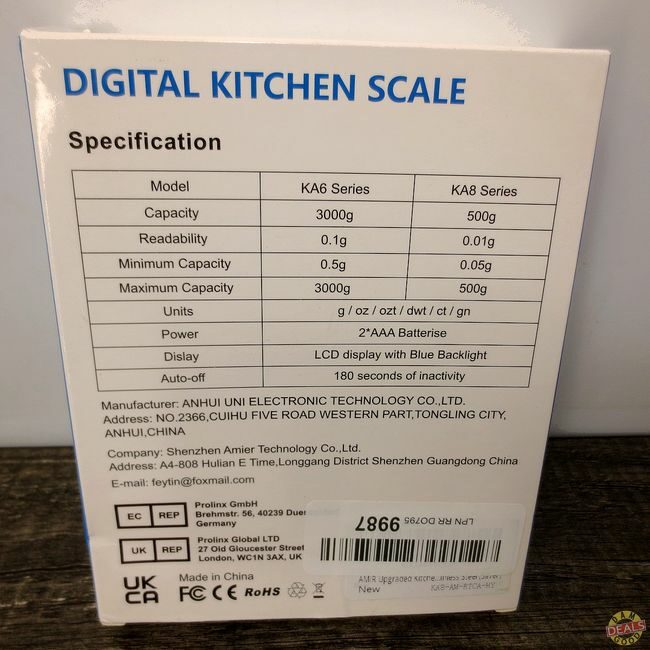 DIGITAL KITCHEN SCALE
Specification
Model KA6 Series KA8 Series
Capacity 3000g 500g
Readability 0.1g 0.01g
Minimum Capacity 0.5g 0.05g
Maximum Capacity 3000g 500g
Units g / oz / ozt / dwt / ct / gn
Power 2*AAA Batterise
Dislay LCD display with Blue Backlight
Auto-off 180 seconds of inactivity
Manufacturer: ANHUI UNI ELECTRONIC TECHNOLOGY CO.,LTD.
Address: NO.2366,CUIHU FIVE ROAD WESTERN PART,TONGLING CITY,
ANHUI,CHINA
Company: Shenzhen Amier Technology Co.,Ltd.
Address: A4-808 Hulian E Time,Longgang District Shenzhen Guangdong China
E-mail: feytin@foxmail.com
EC REP
Prolinx GmbH
Brehmstr. 56, 40239 Due
Germany
LPN RR DO795 9987
UK REP
Prolinx Global LTD
27 Old Gloucester Street
London, WC1N 3AX, UK
UK CA
Made in China
FC CE RoHS
New
DAM GOOD DEALS